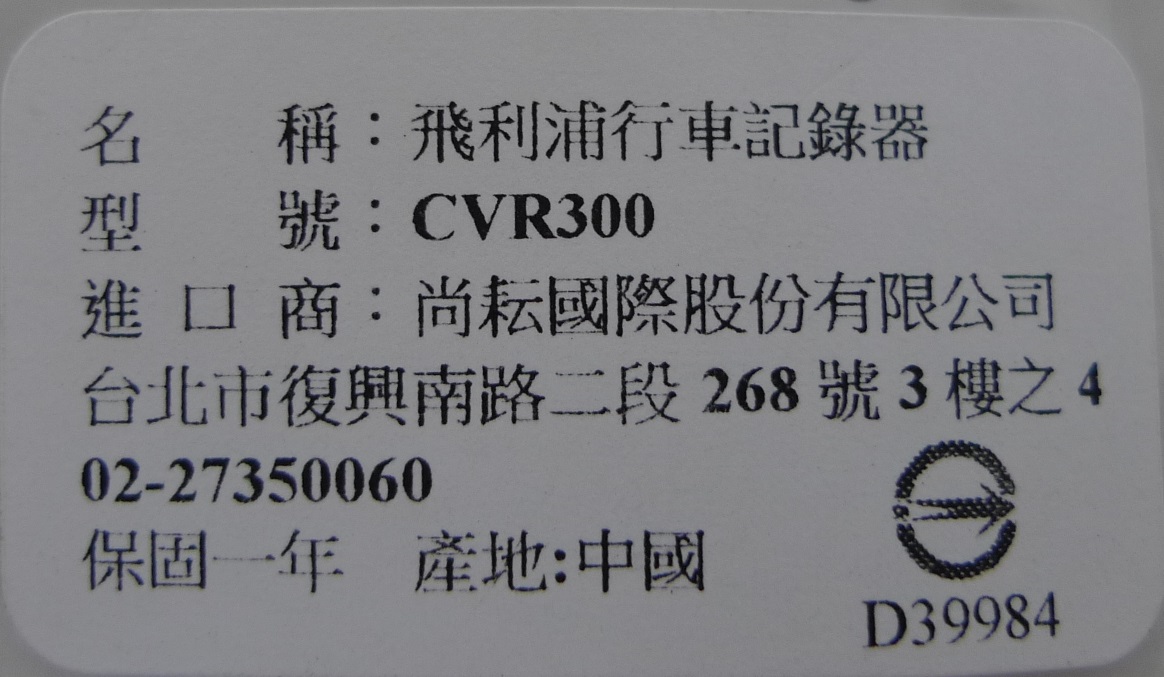 名稱：飛利浦行車記錄器
型號：CVR300
進口商：尚耘國際股份有限公司
台北市復興南路二段 268 號 3 樓之 4
02-27350060
保固一年 產地:中國
D39984